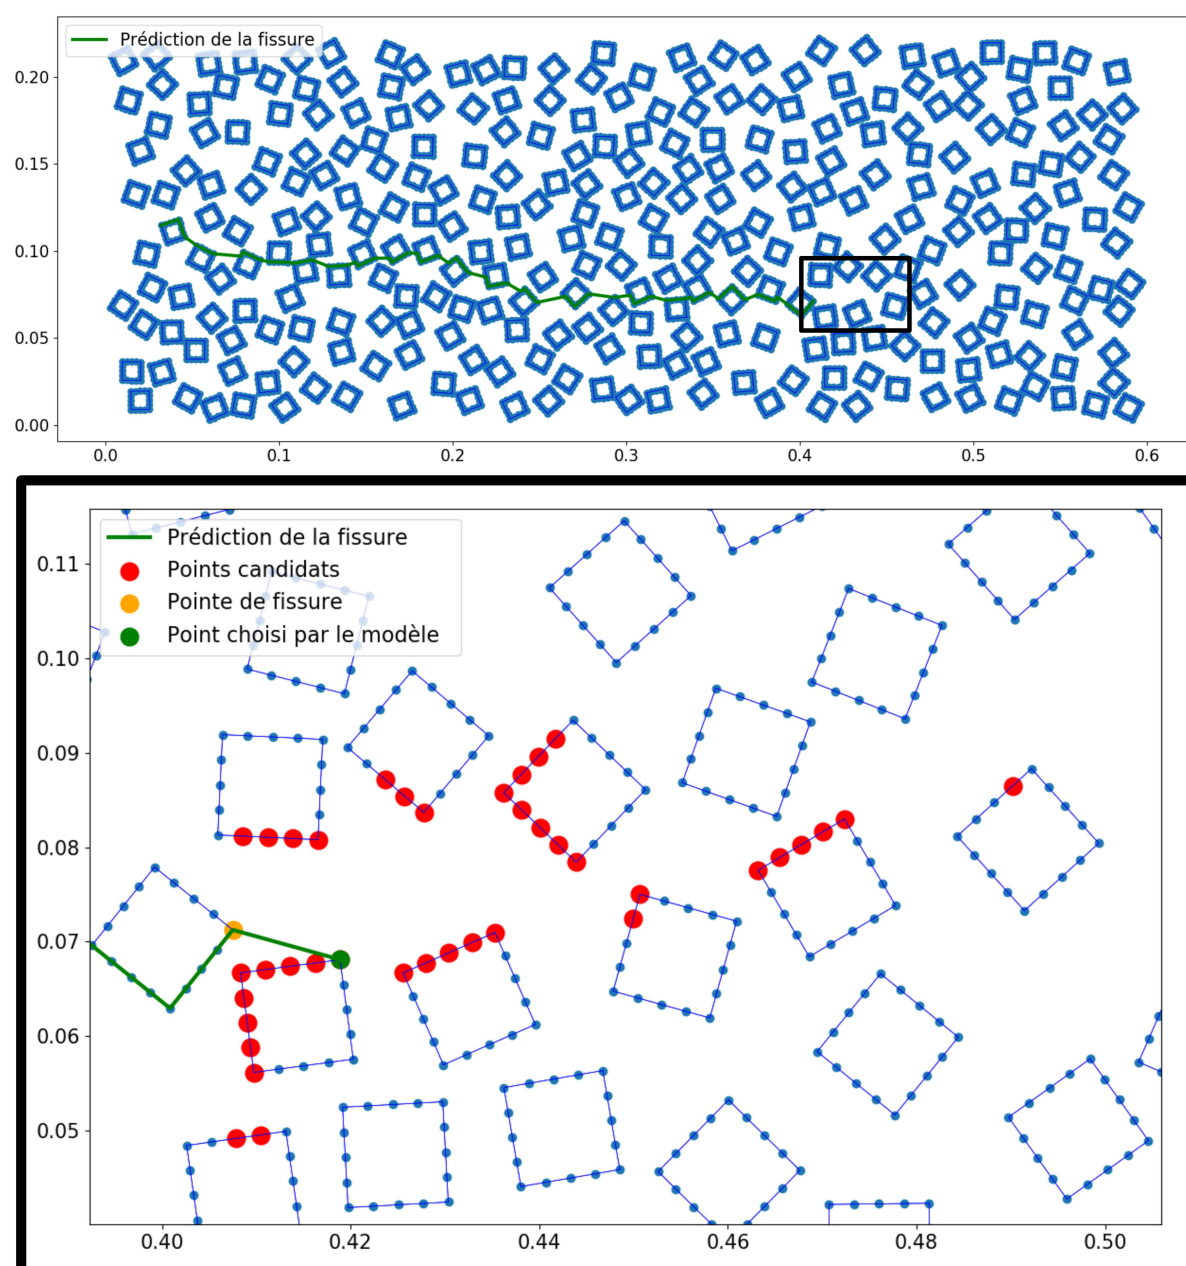 Prédiction de la fissure
0.20
0.15
0.10
0.05
0.00
0.0 0.1 0.2 0.3 0.4 0.5 0.6
Prédiction de la fissure
Points candidats
Pointe de fissure
Point choisi par le modèle
0.11
0.10
0.09
0.08
0.07
0.06
0.05
0.40 0.42 0.44 0.46 0.48 0.50